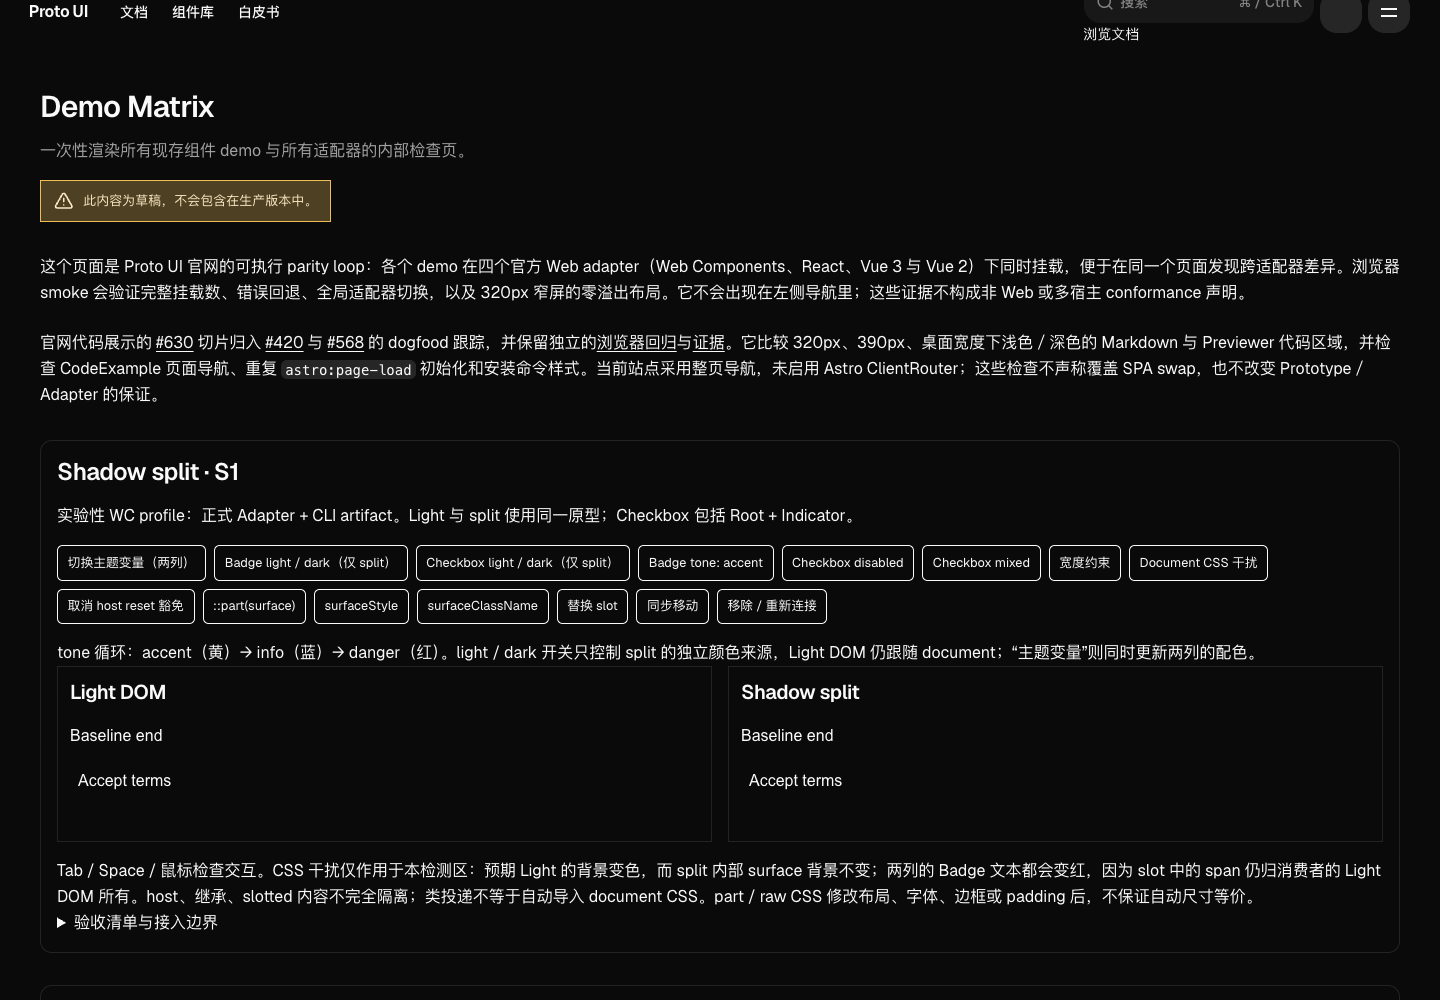 Proto UI 文档 组件库 白皮书 搜索 ⌘ / Ctrl K
浏览文档
Demo Matrix
一次性渲染所有现存组件 demo 与所有适配器的内部检查页。
此内容为草稿，不会包含在生产版本中。
这个页面是 Proto UI 官网的可执行 parity loop：各个 demo 在四个官方 Web adapter（Web Components、React、Vue 3 与 Vue 2）下同时挂载，便于在同一个页面发现跨适配器差异。浏览器
smoke 会验证完整挂载数、错误回退、全局适配器切换，以及 320px 窄屏的零溢出布局。它不会出现在左侧导航里；这些证据不构成非 Web 或多宿主 conformance 声明。
官网代码展示的 #630 切片归入 #420 与 #568 的 dogfood 跟踪，并保留独立的浏览器回归与证据。它比较 320px、390px、桌面宽度下浅色 / 深色的 Markdown 与 Previewer 代码区域，并检
查 CodeExample 页面导航、重复 astro:page-load 初始化和安装命令样式。当前站点采用整页导航，未启用 Astro ClientRouter；这些检查不声称覆盖 SPA swap，也不改变 Prototype /
Adapter 的保证。
Shadow split · S1
实验性 WC profile：正式 Adapter + CLI artifact。Light 与 split 使用同一原型；Checkbox 包括 Root + Indicator。
切换主题变量（两列） Badge light / dark（仅 split） Checkbox light / dark（仅 split） Badge tone: accent Checkbox disabled Checkbox mixed 宽度约束 Document CSS 干扰
取消 host reset 豁免 ::part(surface) surfaceStyle surfaceClassName 替换 slot 同步移动 移除 / 重新连接
tone 循环：accent（黄）→ info（蓝）→ danger（红）。light / dark 开关只控制 split 的独立颜色来源，Light DOM 仍跟随 document；“主题变量”则同时更新两列的配色。
Light DOM Shadow split
Baseline end Baseline end
Accept terms Accept terms
Tab / Space / 鼠标检查交互。CSS 干扰仅作用于本检测区：预期 Light 的背景变色，而 split 内部 surface 背景不变；两列的 Badge 文本都会变红，因为 slot 中的 span 仍归消费者的 Light
DOM 所有。host、继承、slotted 内容不完全隔离；类投递不等于自动导入 document CSS。part / raw CSS 修改布局、字体、边框或 padding 后，不保证自动尺寸等价。
▶ 验收清单与接入边界